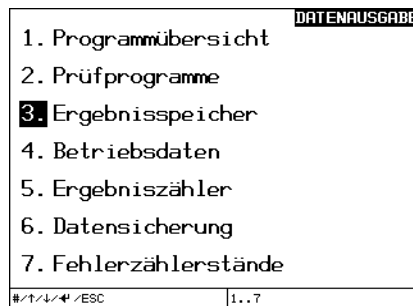 DATENAUSGABE
1. Programmübersicht
2. Prüfprogramme
3. Ergebnisspeicher
4. Betriebsdaten
5. Ergebniszähler
6. Datensicherung
7. Fehlerzählerstände
#/↑/↓/↵/ESC 1..7